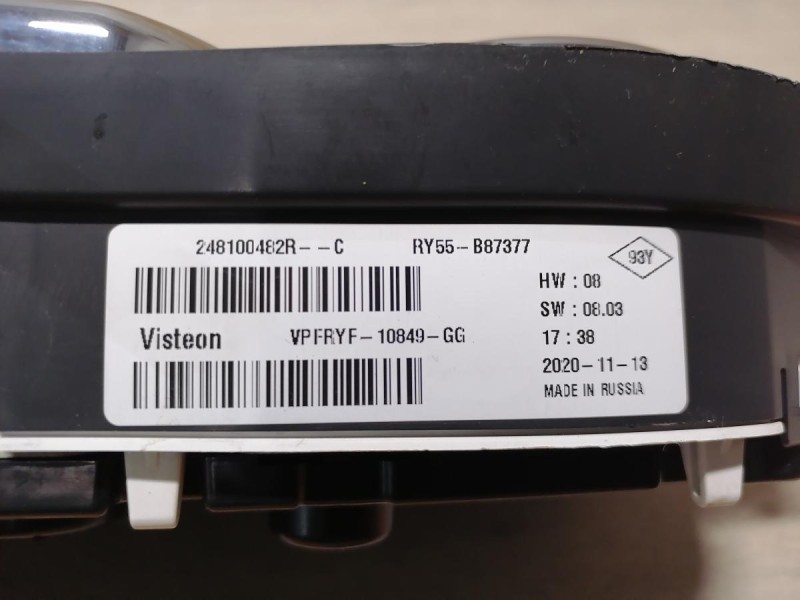 248100482R--C RY55-B87377
93Y
HW : 08
SW : 08.03
Visteon VPFRYF-10849-GG
17 : 38
2020-11-13
MADE IN RUSSIA